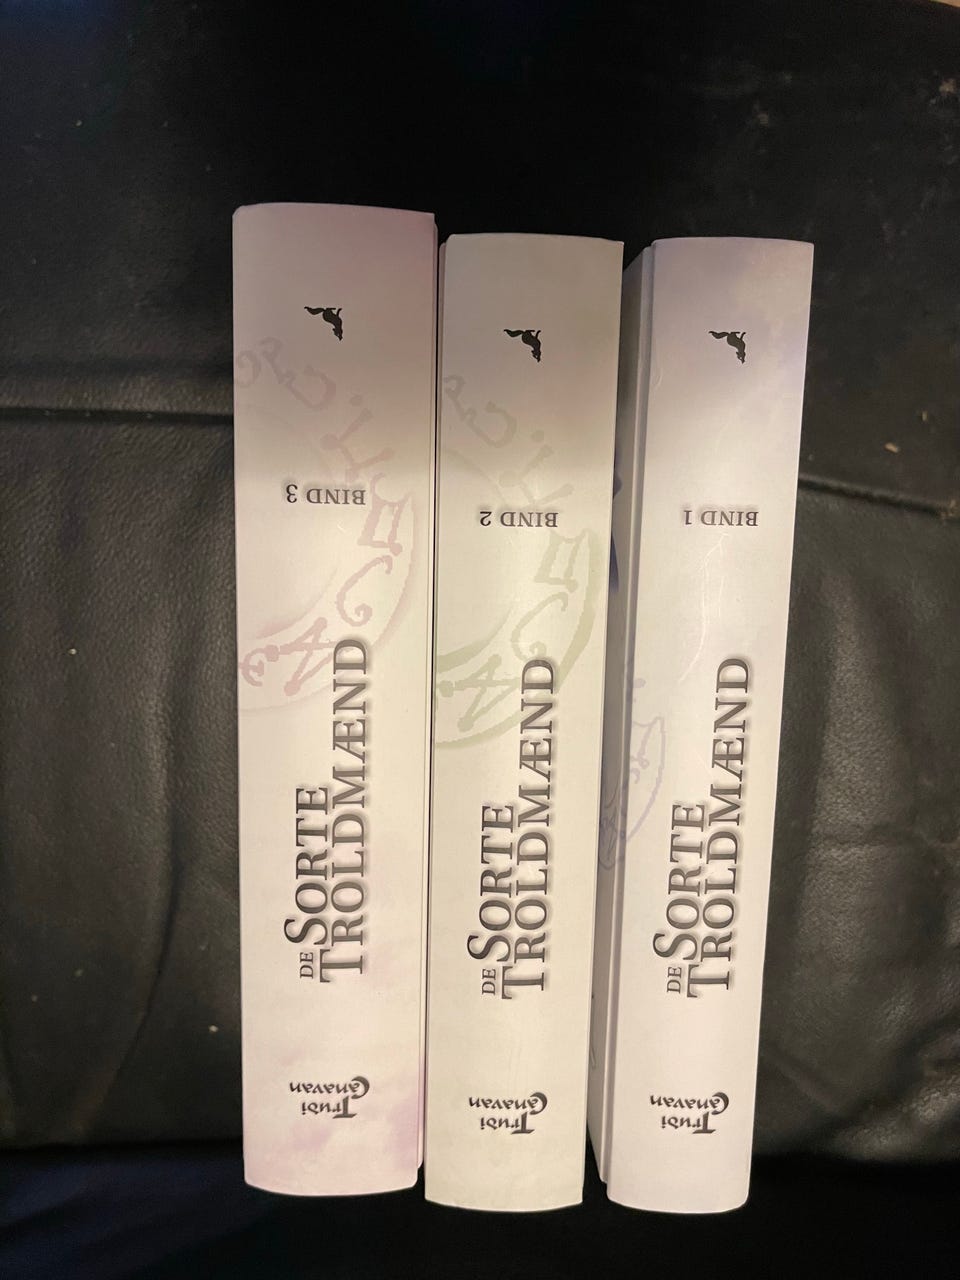 Trudi
Canavan
DE SORTE
TROLDMÆND
BIND 1
Trudi
Canavan
DE SORTE
TROLDMÆND
BIND 2
Trudi
Canavan
DE SORTE
TROLDMÆND
BIND 3